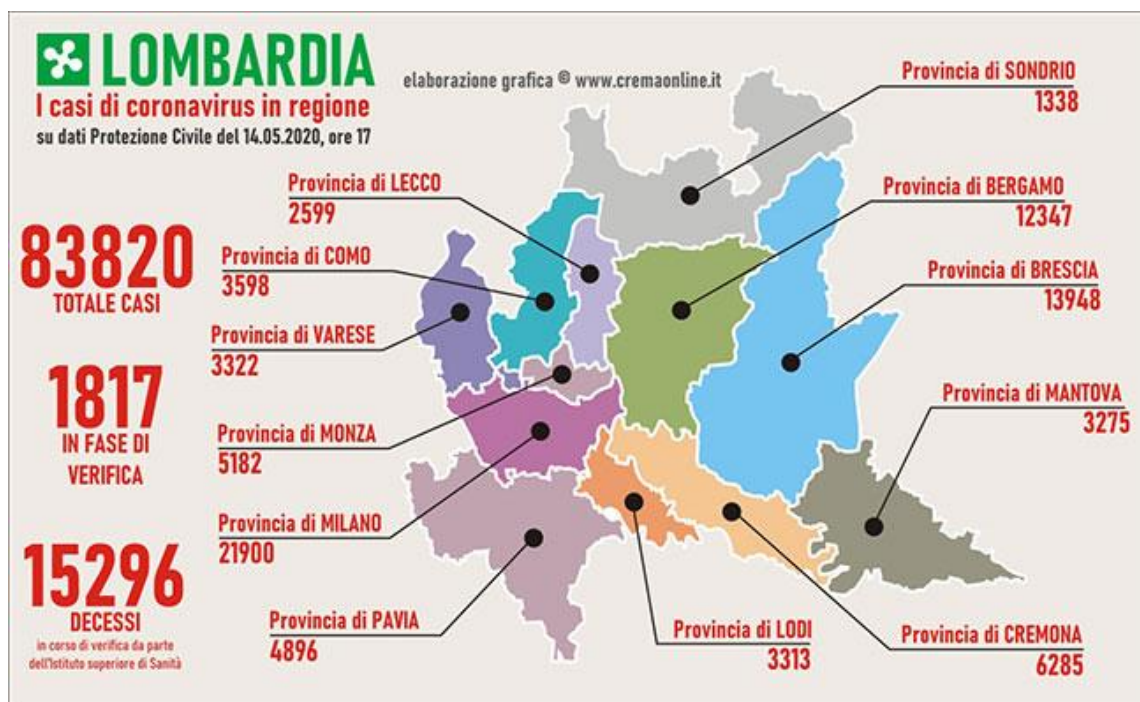 LOMBARDIA
I casi di coronavirus in regione
su dati Protezione Civile del 14.05.2020, ore 17
elaborazione grafica © www.cremaonline.it
Provincia di SONDRIO
1338
Provincia di LECCO
2599
Provincia di BERGAMO
12347
83820
TOTALE CASI
Provincia di COMO
3598
Provincia di BRESCIA
13948
Provincia di VARESE
3322
1817
IN FASE DI
VERIFICA
Provincia di MANTOVA
3275
Provincia di MONZA
5182
Provincia di MILANO
21900
15296
DECESSI
in corso di verifica da parte
dell'Istituto superiore di Sanità
Provincia di PAVIA
4896
Provincia di LODI
3313
Provincia di CREMONA
6285